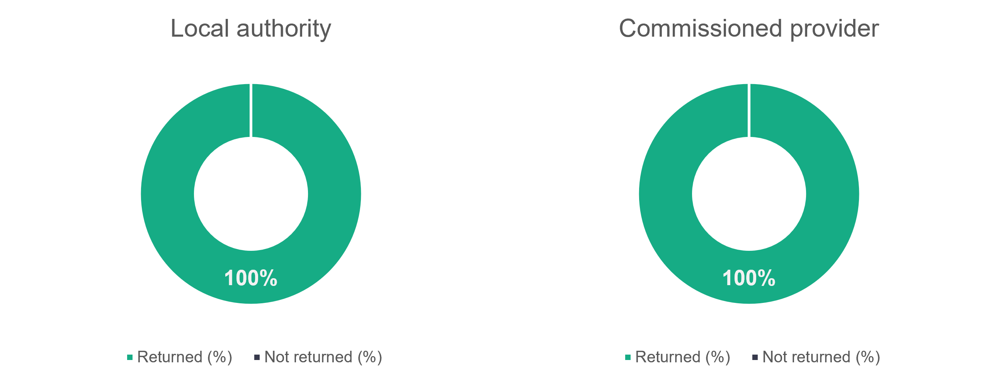 Local authority
100%
Returned (%) Not returned (%)
Commissioned provider
100%
Returned (%) Not returned (%)